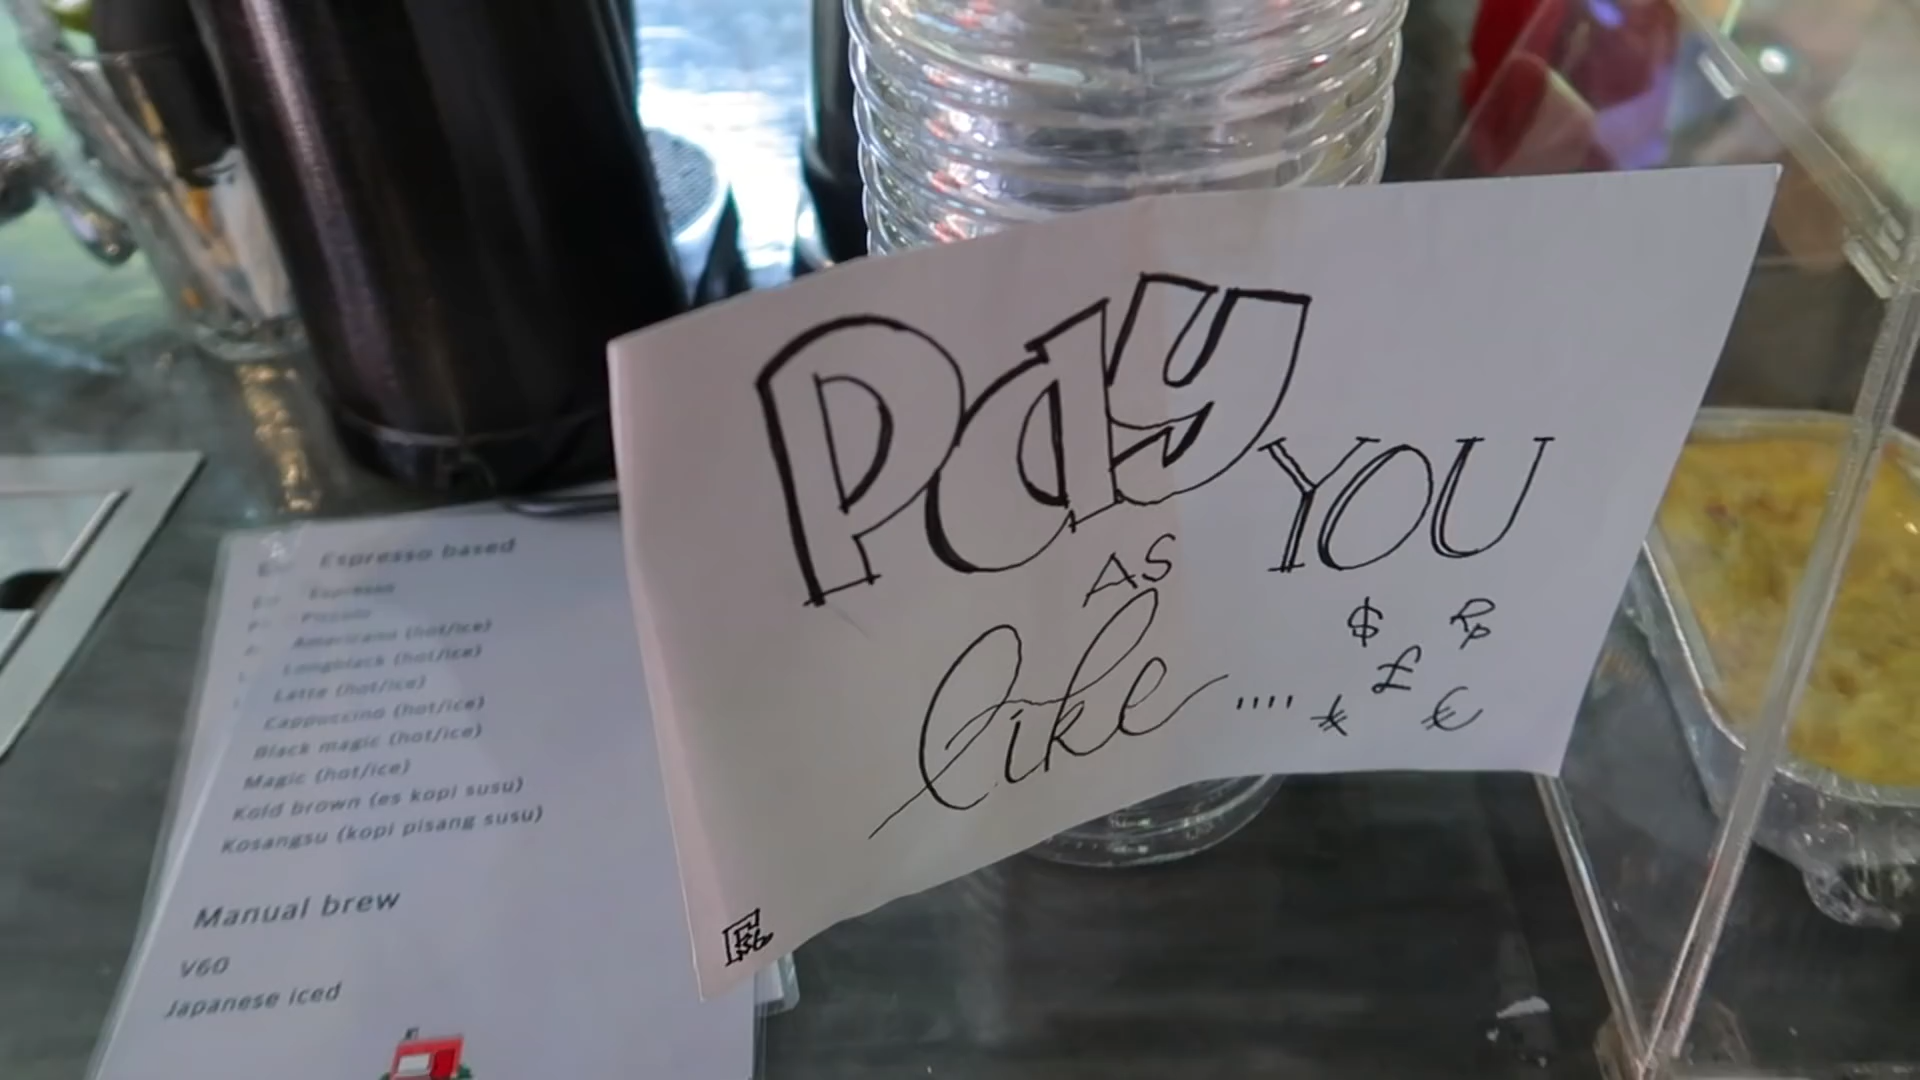 Pay YOU
AS
like....
$ Rp
£
¥ €
Espresso based
Espresso
Piccolo
Americano (hot/ice)
Longblack (hot/ice)
Latte (hot/ice)
Cappuccino (hot/ice)
Black magic (hot/ice)
Magic (hot/ice)
Kold brown (es kopi susu)
Kosangsu (kopi pisang susu)
Manual brew
V60
Japanese iced